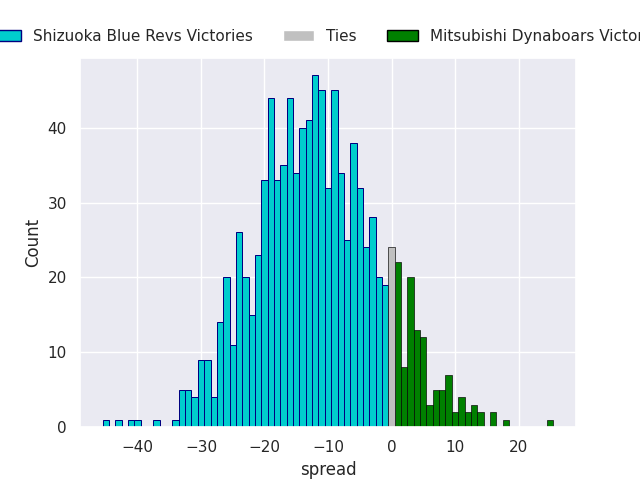 Shizuoka Blue Revs Victories Ties Mitsubishi Dynaboars
Count
40
30
20
10
0
−40 −30 −20 −10 0 10 20
spread